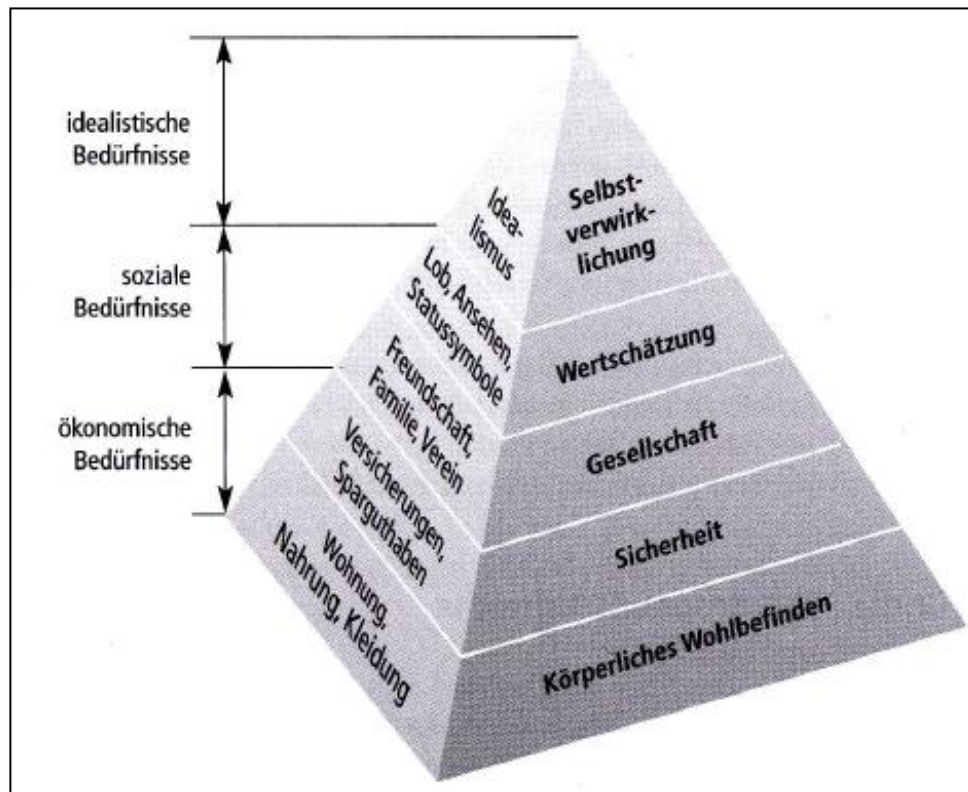 idealistische
Bedürfnisse
soziale
Bedürfnisse
ökonomische
Bedürfnisse
Idea-
lismus
Lob, Ansehen,
Statussymbole
Freundschaft,
Familie, Verein
Versicherungen,
Sparguthaben
Wohnung,
Nahrung, Kleidung
Selbst-
verwirk-
lichung
Wertschätzung
Gesellschaft
Sicherheit
Körperliches Wohlbefinden